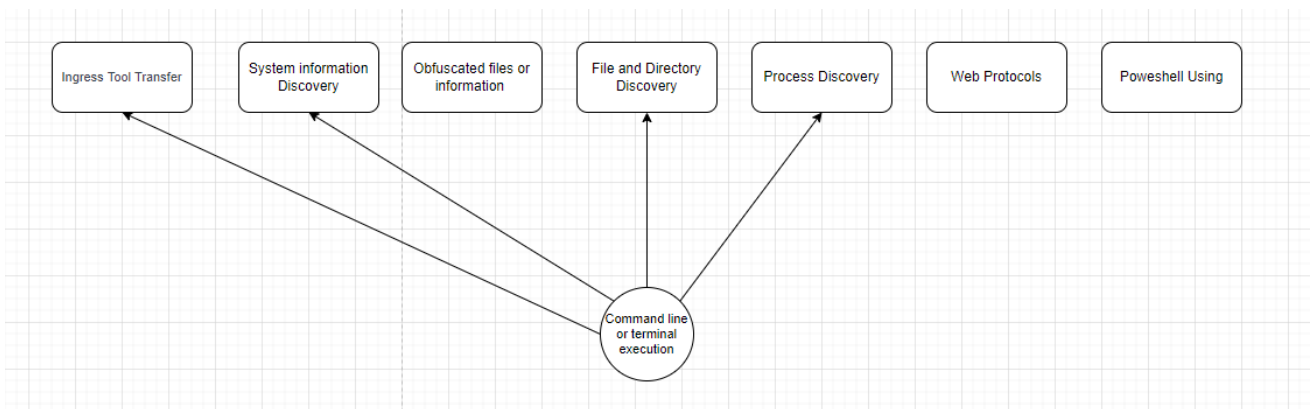 Ingress Tool Transfer
System information
Discovery
Obfuscated files or
information
File and Directory
Discovery
Process Discovery
Web Protocols
Poweshell Using
Command line
or terminal
execution